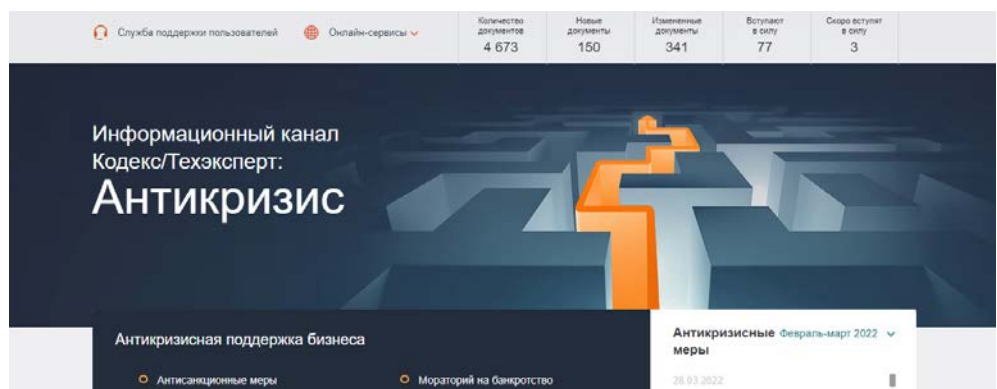 Служба поддержки пользователей
Онлайн-сервисы
Количество
документов
4 673
Новые
документы
150
Измененные
документы
341
Вступают
в силу
77
Скоро вступят
в силу
3
Информационный канал
Кодекс/Техэксперт:
Антикризис
Антикризисная поддержка бизнеса
Антисанкционные меры
Мораторий на банкротство
Антикризисные Февраль-март 2022
меры
28.03.2022